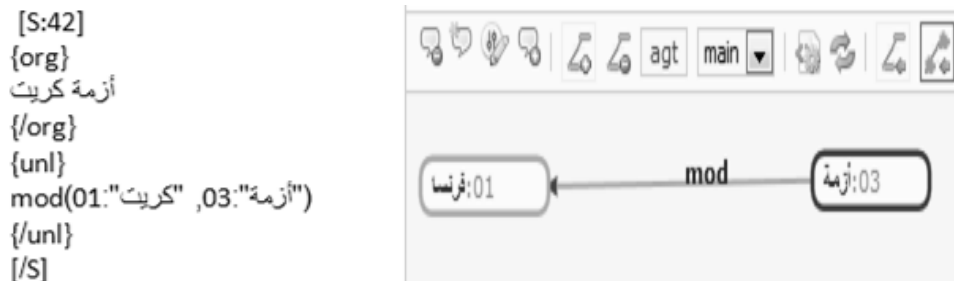 [S:42]
{org}
أزمة كريت
{/org}
{unl}
mod("أزمة":03, "كريت":01)
{/unl}
[/S]
agt main
01:فرنسا
mod
03:أزمة